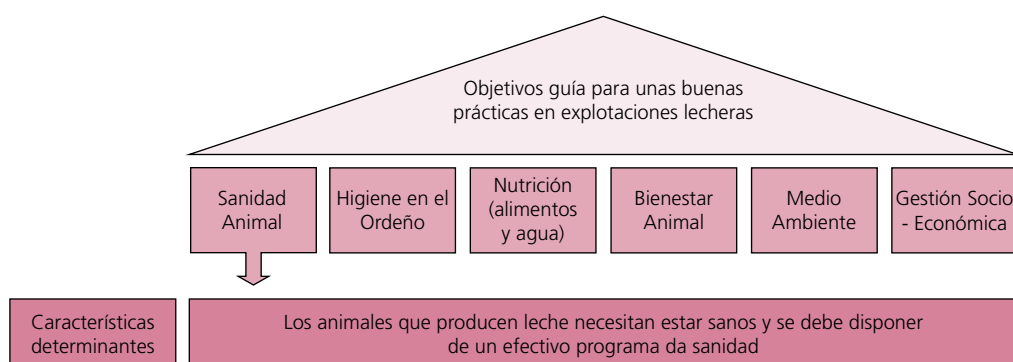 Objetivos guía para unas buenas
prácticas en explotaciones lecheras
Sanidad
Animal
Higiene en el
Ordeño
Nutrición
(alimentos
y agua)
Bienestar
Animal
Medio
Ambiente
Gestión Socio
- Económica
Características
determinantes
Los animales que producen leche necesitan estar sanos y se debe disponer
de un efectivo programa da sanidad